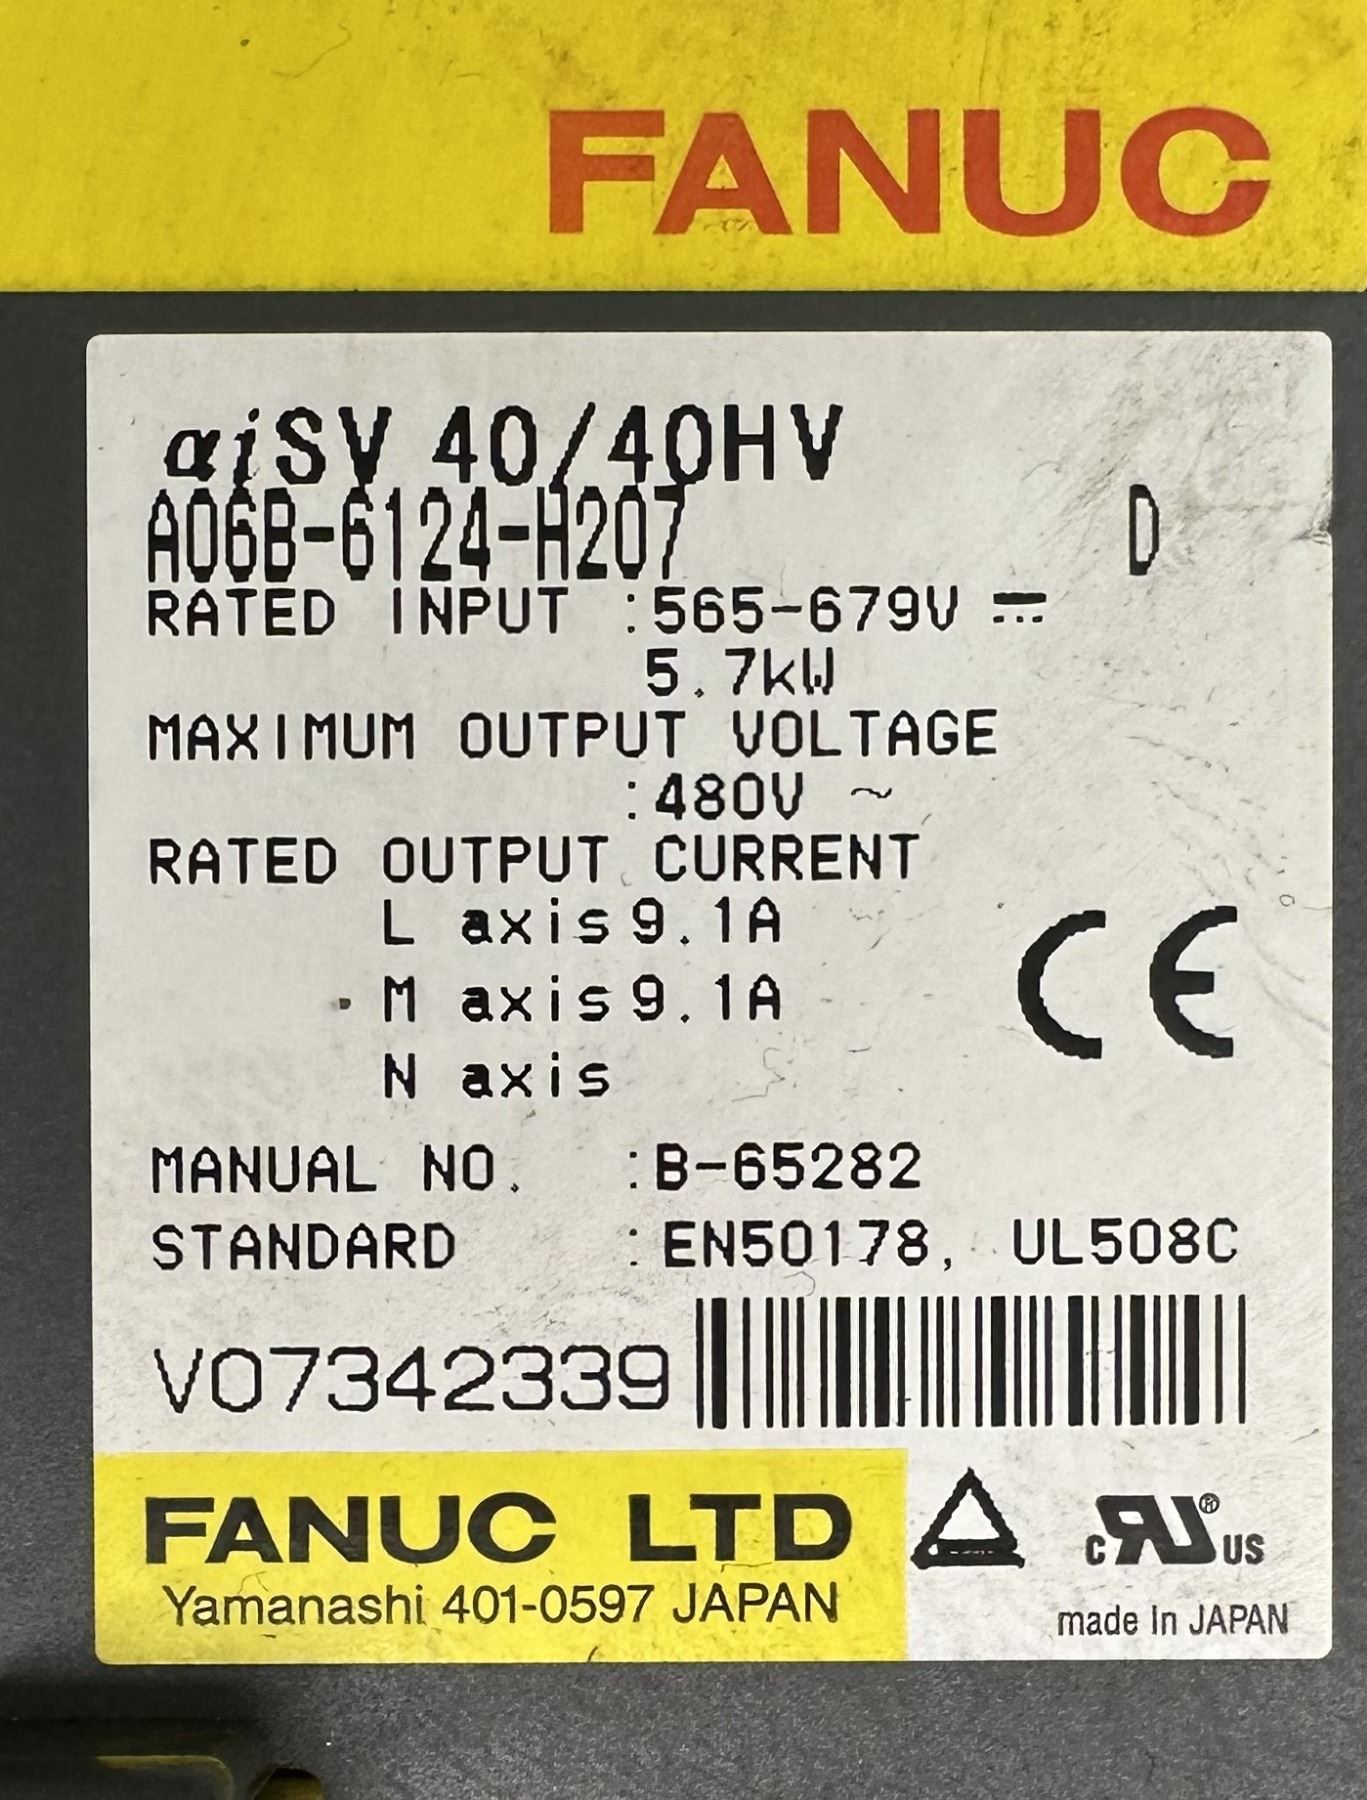 FANUC
αiSV 40/40HV
A06B-6124-H207 D
RATED INPUT :565-679V ⎓
5.7kW
MAXIMUM OUTPUT VOLTAGE
:480V ~
RATED OUTPUT CURRENT
L axis 9.1A
M axis 9.1A
N axis
MANUAL NO. :B-65282
STANDARD :EN50178, UL508C
V07342339
FANUC LTD
Yamanashi 401-0597 JAPAN
CE
c RU ® US
made in JAPAN